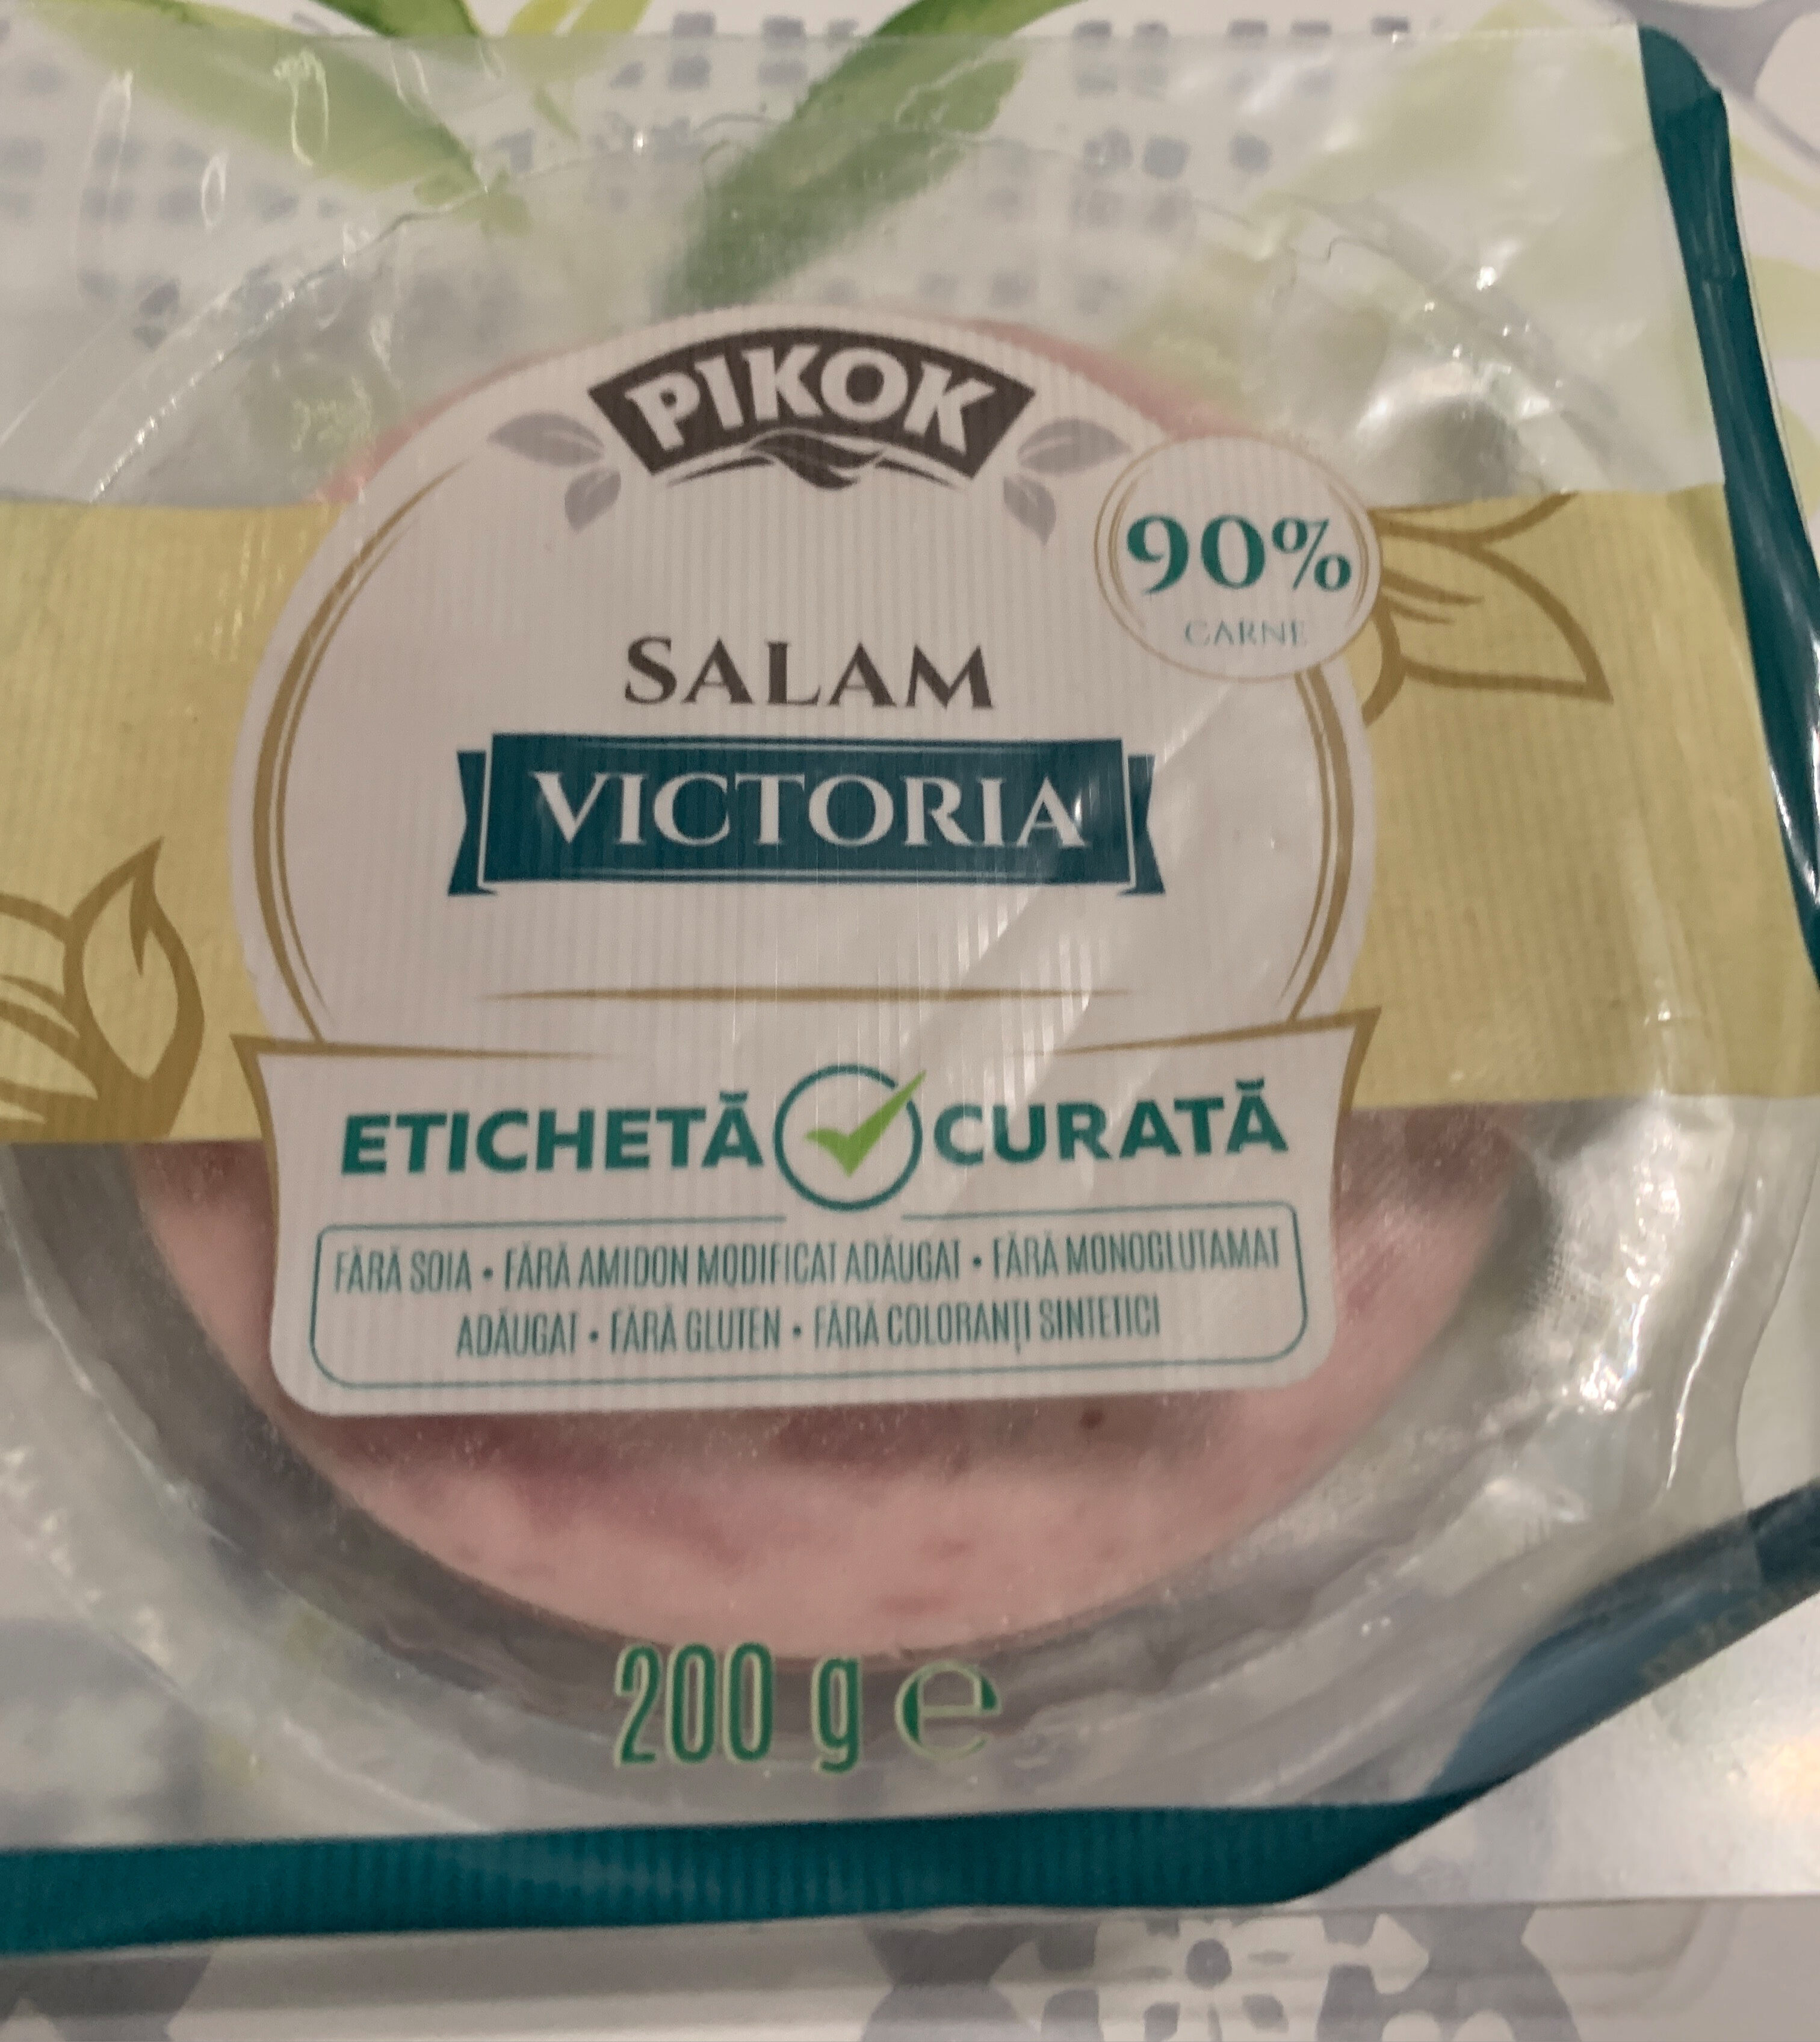 PIKOK
90%
CARNE
SALAM
VICTORIA
ETICHETĂ CURATĂ
FĂRĂ SOIA • FĂRĂ AMIDON MODIFICAT ADĂUGAT • FĂRĂ MONOGLUTAMAT
ADĂUGAT • FĂRĂ GLUTEN • FĂRĂ COLORANȚI SINTETICI
200 g ℮